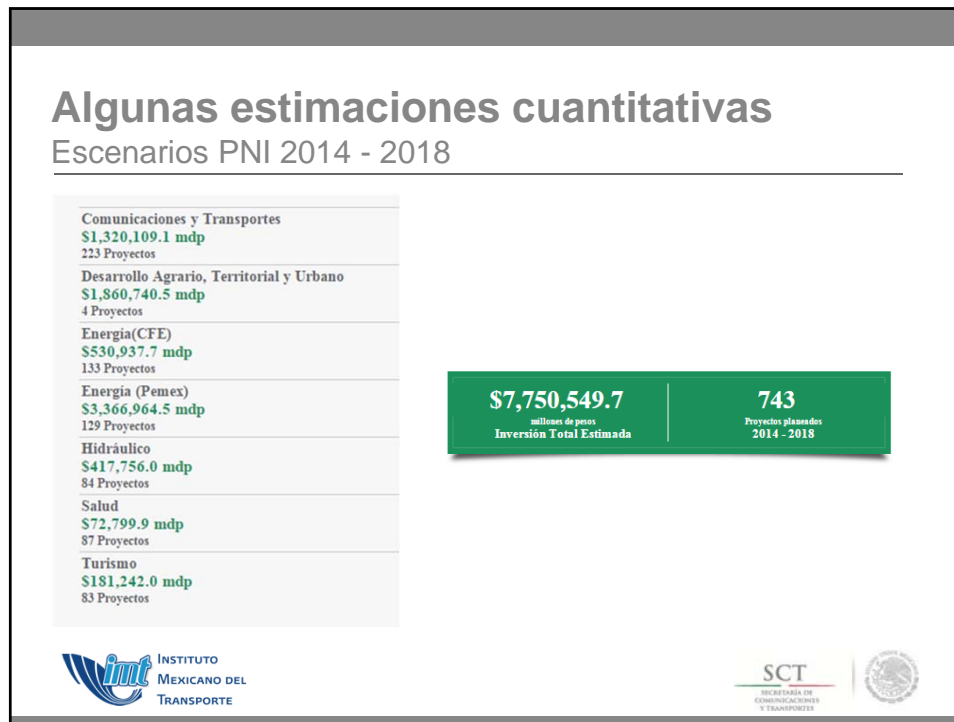 Algunas estimaciones cuantitativas
Escenarios PNI 2014 - 2018
Comunicaciones y Transportes
$1,320,109.1 mdp
223 Proyectos
Desarrollo Agrario, Territorial y Urbano
$1,860,740.5 mdp
4 Proyectos
Energía(CFE)
$530,937.7 mdp
133 Proyectos
Energía (Pemex)
$3,366,964.5 mdp
129 Proyectos
Hidráulico
$417,756.0 mdp
84 Proyectos
Salud
$72,799.9 mdp
87 Proyectos
Turismo
$181,242.0 mdp
83 Proyectos
$7,750,549.7
millones de pesos
Inversión Total Estimada
743
Proyectos planeados
2014 - 2018
imt
INSTITUTO
MEXICANO DEL
TRANSPORTE
SCT
SECRETARÍA DE
COMUNICACIONES
Y TRANSPORTES